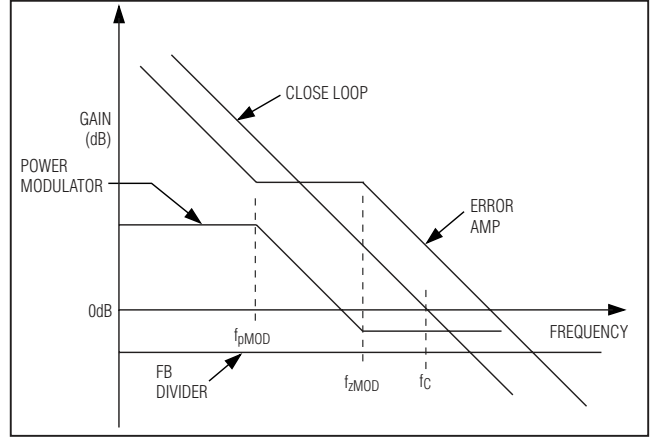 CLOSE LOOP
GAIN
(dB)
POWER
MODULATOR
ERROR
AMP
0dB
FREQUENCY
fpMOD
FB
DIVIDER
fzMOD
fC